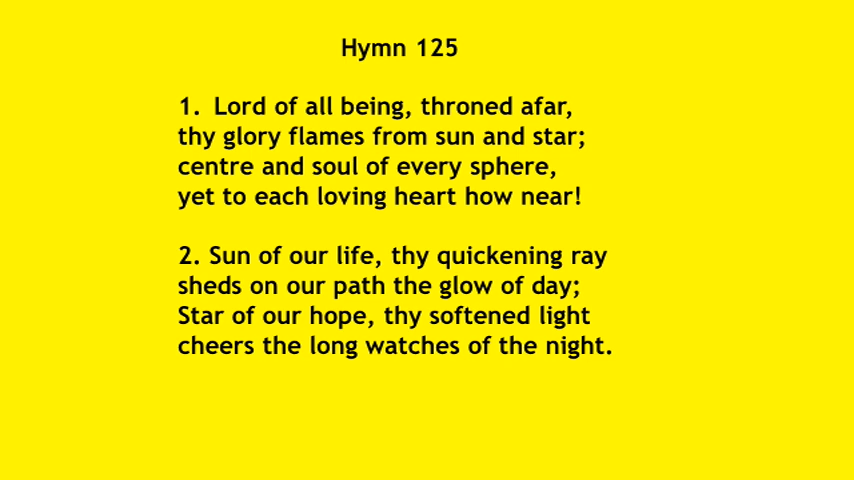 Hymn 125
1. Lord of all being, throned afar,
thy glory flames from sun and star;
centre and soul of every sphere,
yet to each loving heart how near!
2. Sun of our life, thy quickening ray
sheds on our path the glow of day;
Star of our hope, thy softened light
cheers the long watches of the night.